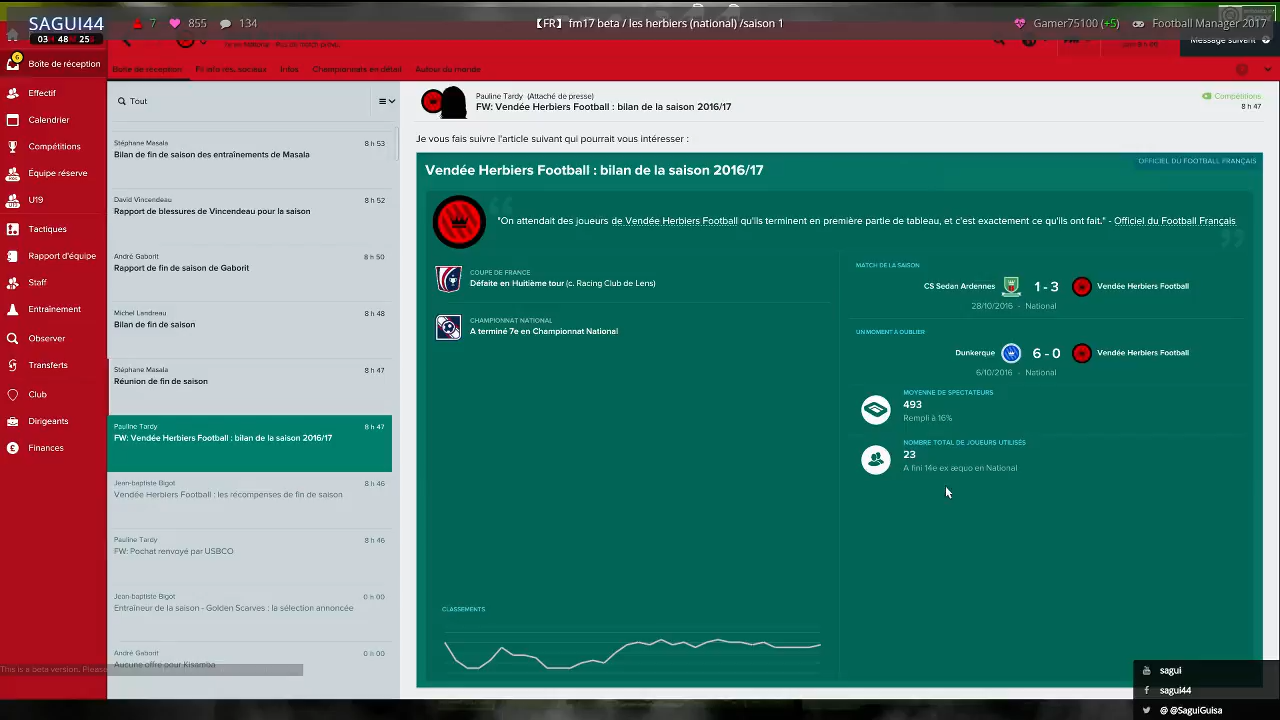 SAGUI44
7
855
134
【FR】 fm17 beta / les herbiers (national) /saison 1
Gamer75100 (+5)
Football Manager 2017
03 48 25
Message suivant
6
Boîte de réception
Boîte de réception
Fil info rés. sociaux
Infos
Championnats en détail
Autour du monde
Effectif
Calendrier
Compétitions
Équipe réserve
U19
Tactiques
Rapport d'équipe
Staff
Entraînement
Observer
Transferts
Club
Dirigeants
Finances
Tout
Stéphane Masala
8 h 53
Bilan de fin de saison des entraînements de Masala
David Vincendeau
8 h 52
Rapport de blessures de Vincendeau pour la saison
André Gaborit
8 h 50
Rapport de fin de saison de Gaborit
Michel Landreau
8 h 48
Bilan de fin de saison
Stéphane Masala
8 h 47
Réunion de fin de saison
Pauline Tardy
8 h 47
FW: Vendée Herbiers Football : bilan de la saison 2016/17
Jean-baptiste Bigot
8 h 46
Vendée Herbiers Football : les récompenses de fin de saison
Pauline Tardy
8 h 46
FW: Pochat renvoyé par USBCO
Jean-baptiste Bigot
0 h 00
Entraîneur de la saison - Golden Scarves : la sélection annoncée
André Gaborit
0 h 00
Aucune offre pour Kisamba
This is a beta version. Please
Pauline Tardy (Attaché de presse)
FW: Vendée Herbiers Football : bilan de la saison 2016/17
Compétitions
8 h 47
Je vous fais suivre l'article suivant qui pourrait vous intéresser :
OFFICIEL DU FOOTBALL FRANÇAIS
Vendée Herbiers Football : bilan de la saison 2016/17
"On attendait des joueurs de Vendée Herbiers Football qu'ils terminent en première partie de tableau, et c'est exactement ce qu'ils ont fait." - Officiel du Football Français
COUPE DE FRANCE
Défaite en Huitième tour (c. Racing Club de Lens)
CHAMPIONNAT NATIONAL
A terminé 7e en Championnat National
MATCH DE LA SAISON
CS Sedan Ardennes 1 - 3 Vendée Herbiers Football
28/10/2016 - National
UN MOMENT À OUBLIER
Dunkerque 6 - 0 Vendée Herbiers Football
6/10/2016 - National
MOYENNE DE SPECTATEURS
493
Rempli à 16%
NOMBRE TOTAL DE JOUEURS UTILISÉS
23
A fini 14e ex æquo en National
CLASSEMENTS
sagui
sagui44
@ @SaguiGuisa